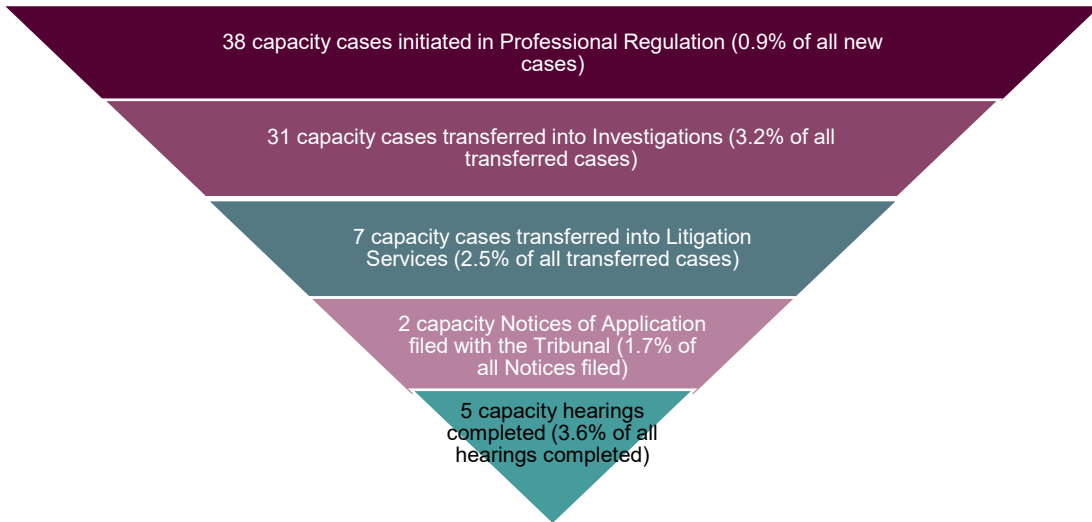 38 capacity cases initiated in Professional Regulation (0.9% of all new
cases)
31 capacity cases transferred into Investigations (3.2% of all
transferred cases)
7 capacity cases transferred into Litigation
Services (2.5% of all transferred cases)
2 capacity Notices of Application
filed with the Tribunal (1.7% of
all Notices filed)
5 capacity hearings
completed (3.6% of all
hearings completed)